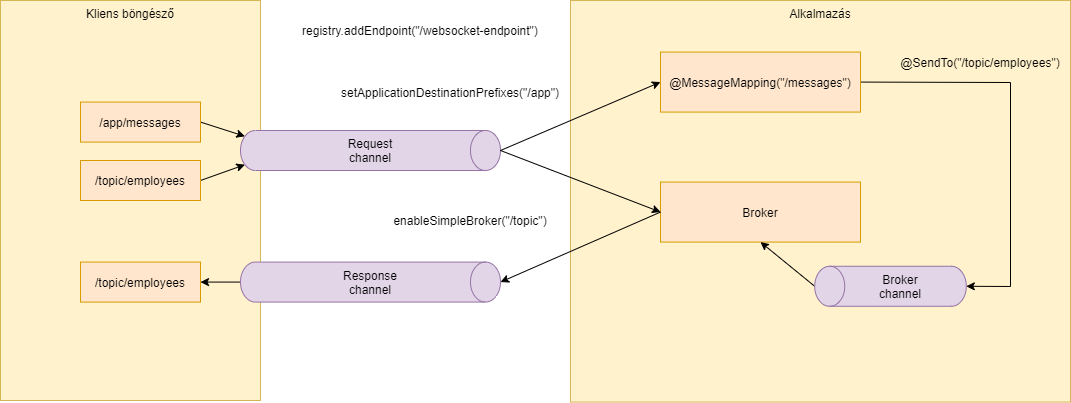 Kliens böngésző
Alkalmazás
registry.addEndpoint("/websocket-endpoint")
@SendTo("/topic/employees")
@MessageMapping("/messages")
setApplicationDestinationPrefixes("/app")
/app/messages
Request
channel
/topic/employees
Broker
enableSimpleBroker("/topic")
/topic/employees
Response
channel
Broker
channel